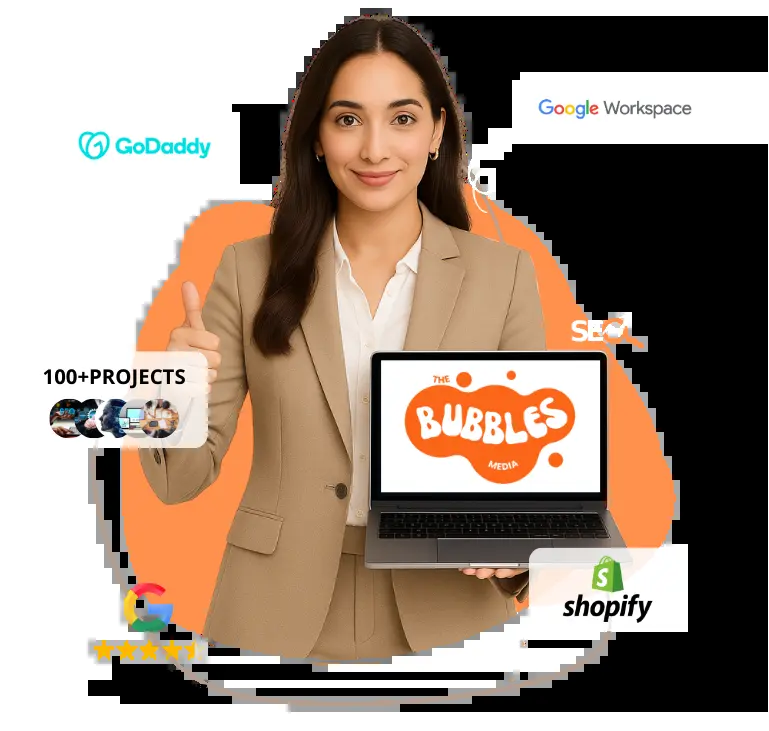 Google Workspace
GoDaddy
SEO
100+PROJECTS
THE
BUBBLES
MEDIA
shopify